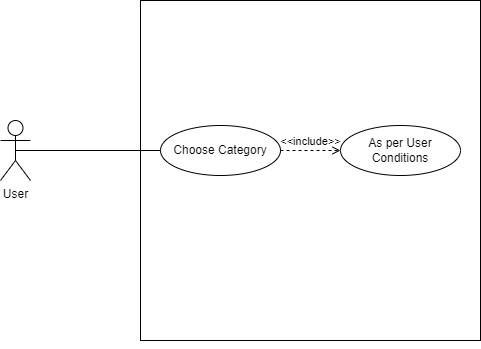 <<include>>
Choose Category
As per User
Conditions
User